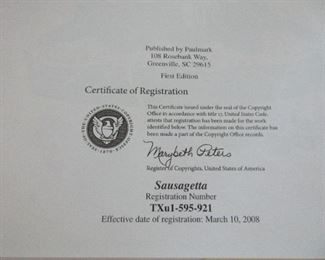 Published by Paulmark
108 Rosebank Way,
Greenville, SC 29615
First Edition
Certificate of Registration
This Certificate issued under the seal of the Copyright
Office in accordance with title 17, United States Code,
attests that registration has been made for the work
identified below. The information on this certificate has
been made a part of the Copyright Office records.
Marybeth Peters
Register of Copyrights, United States of America
Sausagetta
Registration Number
TXu1-595-921
Effective date of registration: March 10, 2008